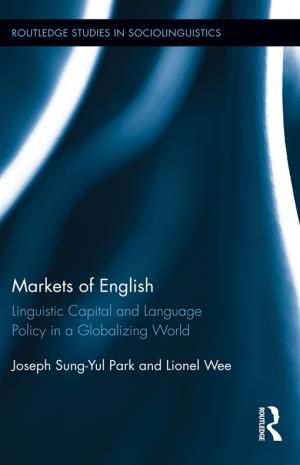 ROUTLEDGE STUDIES IN SOCIOLINGUISTICS
Markets of English
Linguistic Capital and Language
Policy in a Globalizing World
Joseph Sung-Yul Park and Lionel Wee
ROUTLEDGE